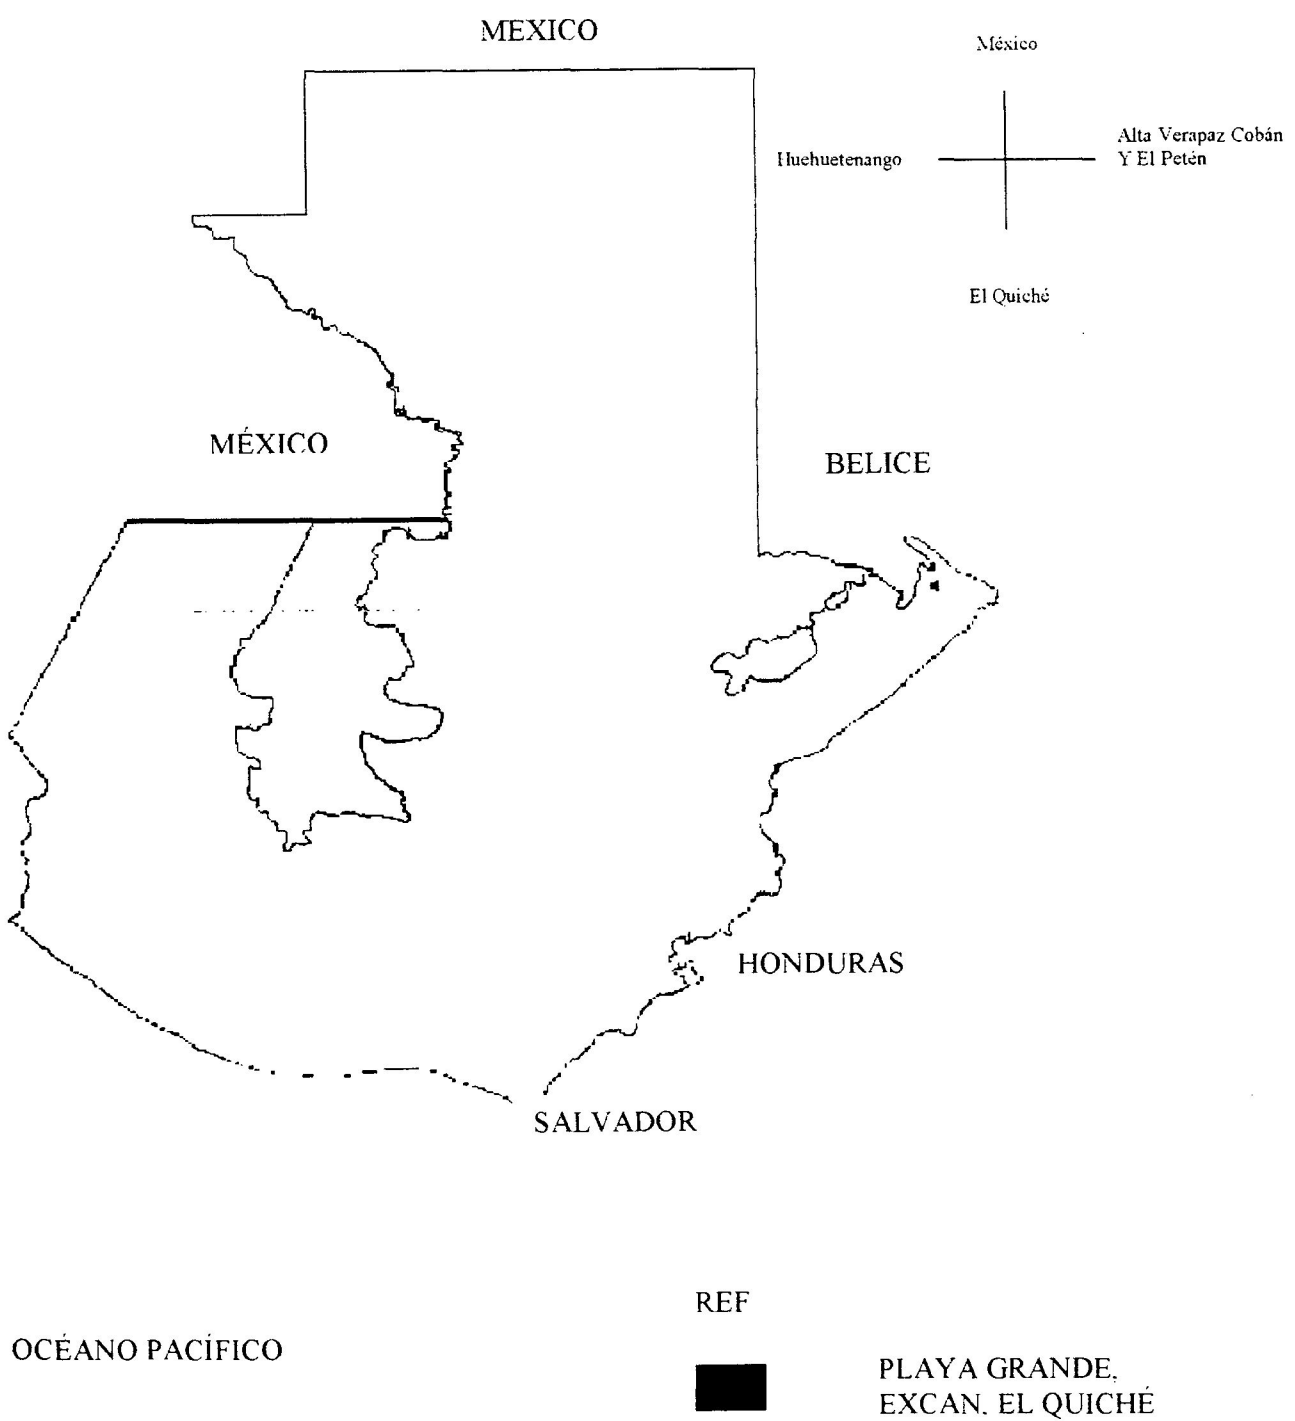 MEXICO
México
Huehuetenango
Alta Verapaz Cobán
Y El Petén
El Quiché
MÉXICO
BELICE
HONDURAS
SALVADOR
REF
OCÉANO PACÍFICO
PLAYA GRANDE,
EXCAN. EL QUICHÉ